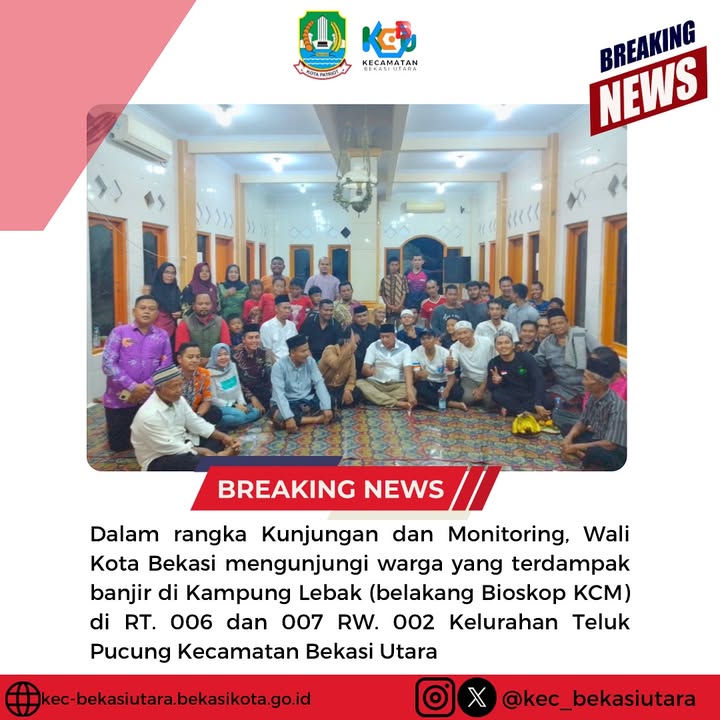 KOTA PATRIOT
KECAMATAN
BEKASI UTARA
BREAKING
NEWS
BREAKING NEWS
Dalam rangka Kunjungan dan Monitoring, Wali
Kota Bekasi mengunjungi warga yang terdampak
banjir di Kampung Lebak (belakang Bioskop KCM)
di RT. 006 dan 007 RW. 002 Kelurahan Teluk
Pucung Kecamatan Bekasi Utara
kec-bekasiutara.bekasikota.go.id
@kec_bekasiutara